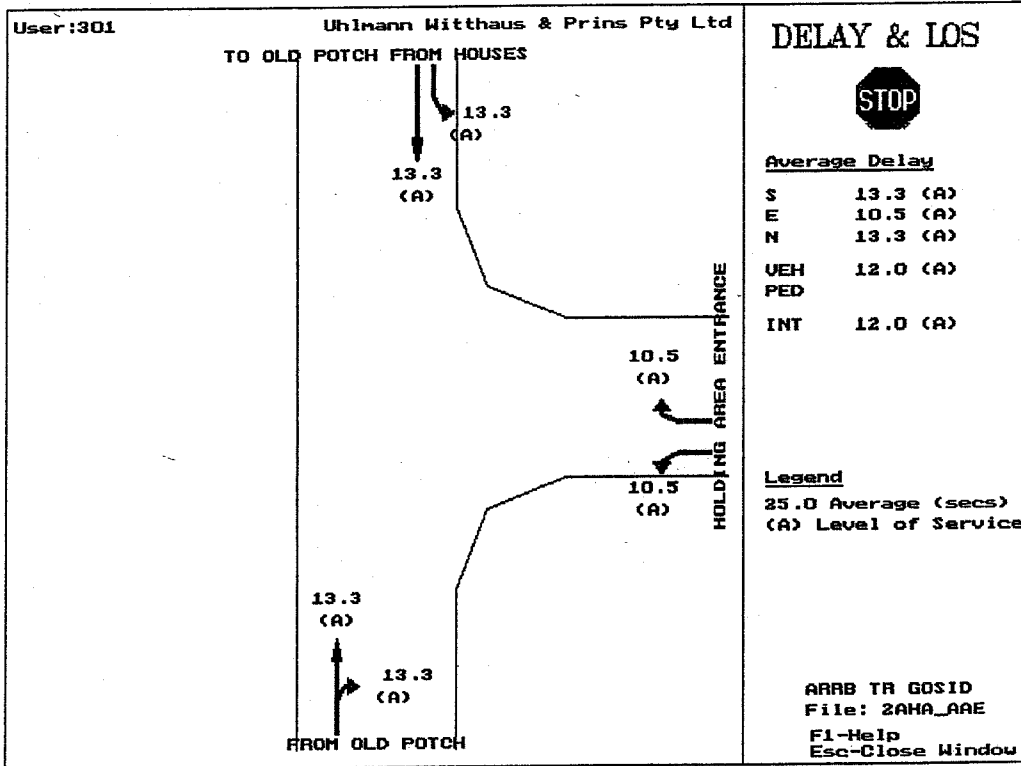 User:301
Uhlmann Witthaus & Prins Pty Ltd
TO OLD POTCH FROM HOUSES
13.3
(A)
13.3
(A)
10.5
(A)
HOLDING AREA ENTRANCE
10.5
(A)
13.3
(A)
13.3
(A)
FROM OLD POTCH
DELAY & LOS
STOP
Average Delay
S 13.3 (A)
E 10.5 (A)
N 13.3 (A)
VEH 12.0 (A)
PED
INT 12.0 (A)
Legend
25.0 Average (secs)
(A) Level of Service
ARRB TR GOSID
File: 2AHA_AAE
F1-Help
Esc-Close Window